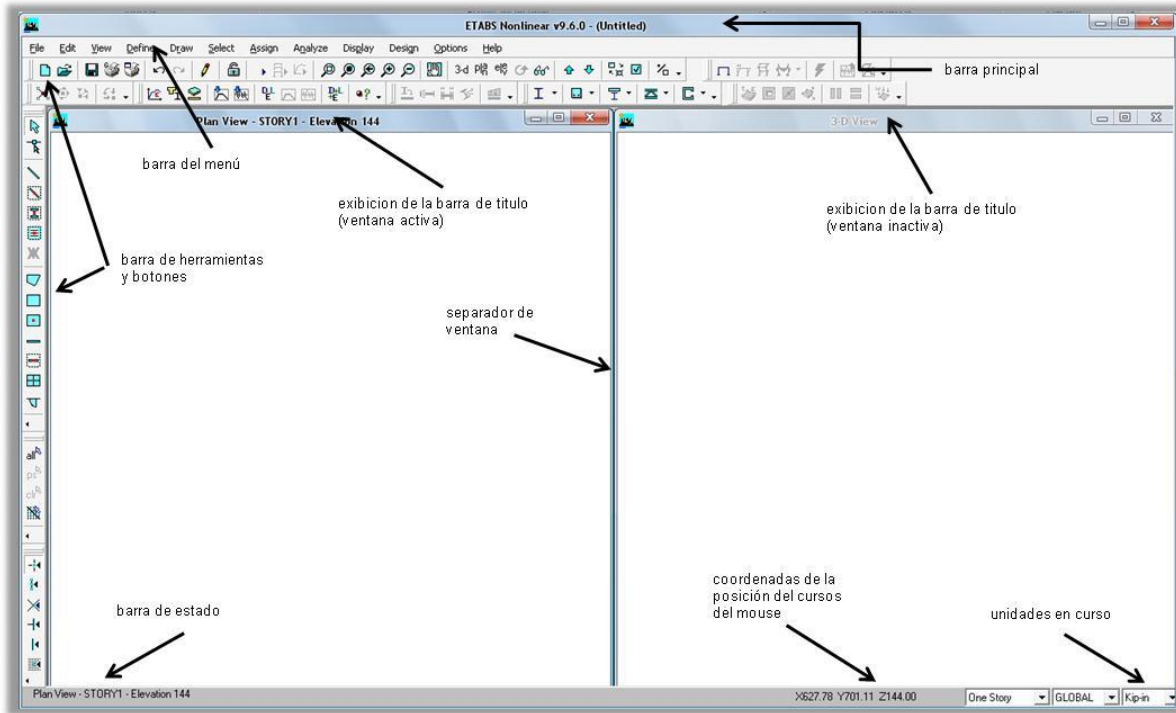 ETABS Nonlinear v9.6.0 - (Untitled)
File Edit View Define Draw Select Assign Analyze Display Design Options Help
3-d
barra principal
Plan View - STORY1 - Elevation 144
3-D View
barra del menú
exibicion de la barra de titulo
(ventana activa)
exibicion de la barra de titulo
(ventana inactiva)
barra de herramientas
y botones
separador de
ventana
all
ps
clr
coordenadas de la
posición del cursos
del mouse
barra de estado
unidades en curso
Plan View - STORY1 - Elevation 144
X627.78 Y701.11 Z144.00
One Story
GLOBAL
Kip-in